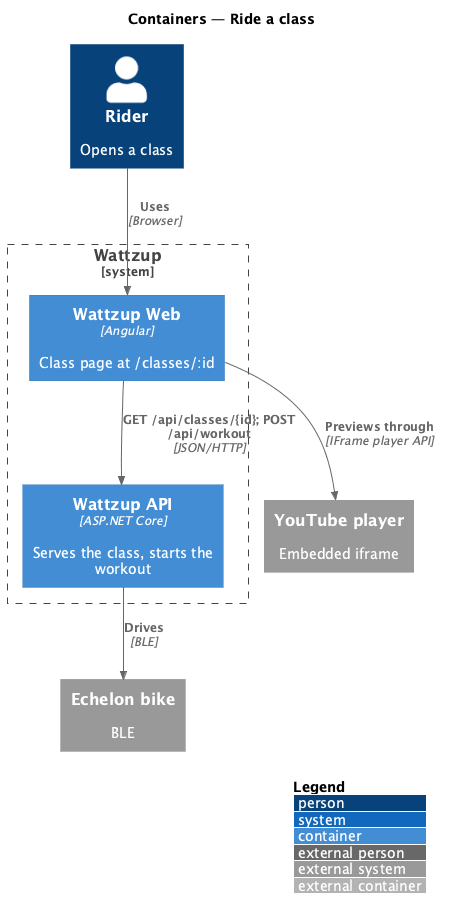 Containers — Ride a class
Rider
Opens a class
Uses
[Browser]
Wattzup
[system]
Wattzup Web
[Angular]
Class page at /classes/:id
GET /api/classes/{id}; POST
/api/workout
[JSON/HTTP]
Previews through
[IFrame player API]
Wattzup API
[ASP.NET Core]
Serves the class, starts the
workout
YouTube player
Embedded iframe
Drives
[BLE]
Echelon bike
BLE
Legend
person
system
container
external person
external system
external container